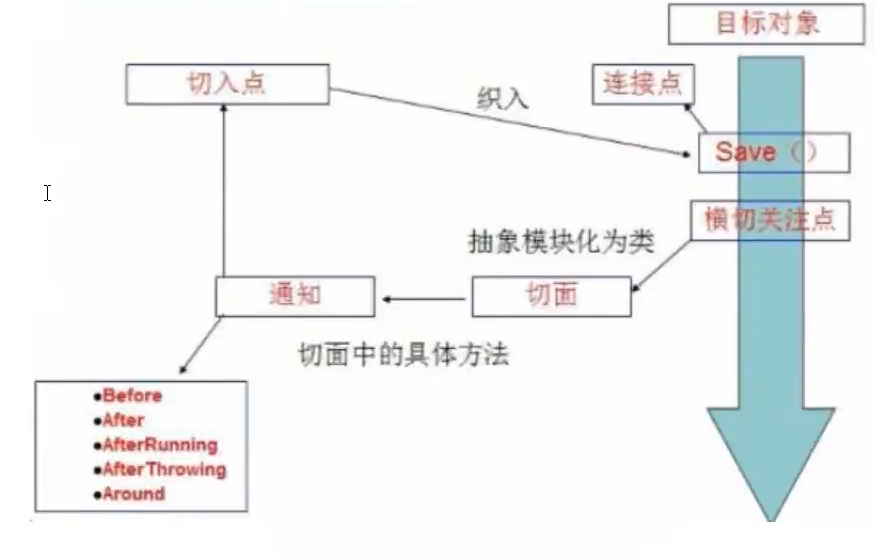 目标对象
切入点
织入
连接点
Save（）
横切关注点
抽象模块化为类
通知
切面
切面中的具体方法
●Before
●After
●AfterRunning
●AfterThrowing
●Around